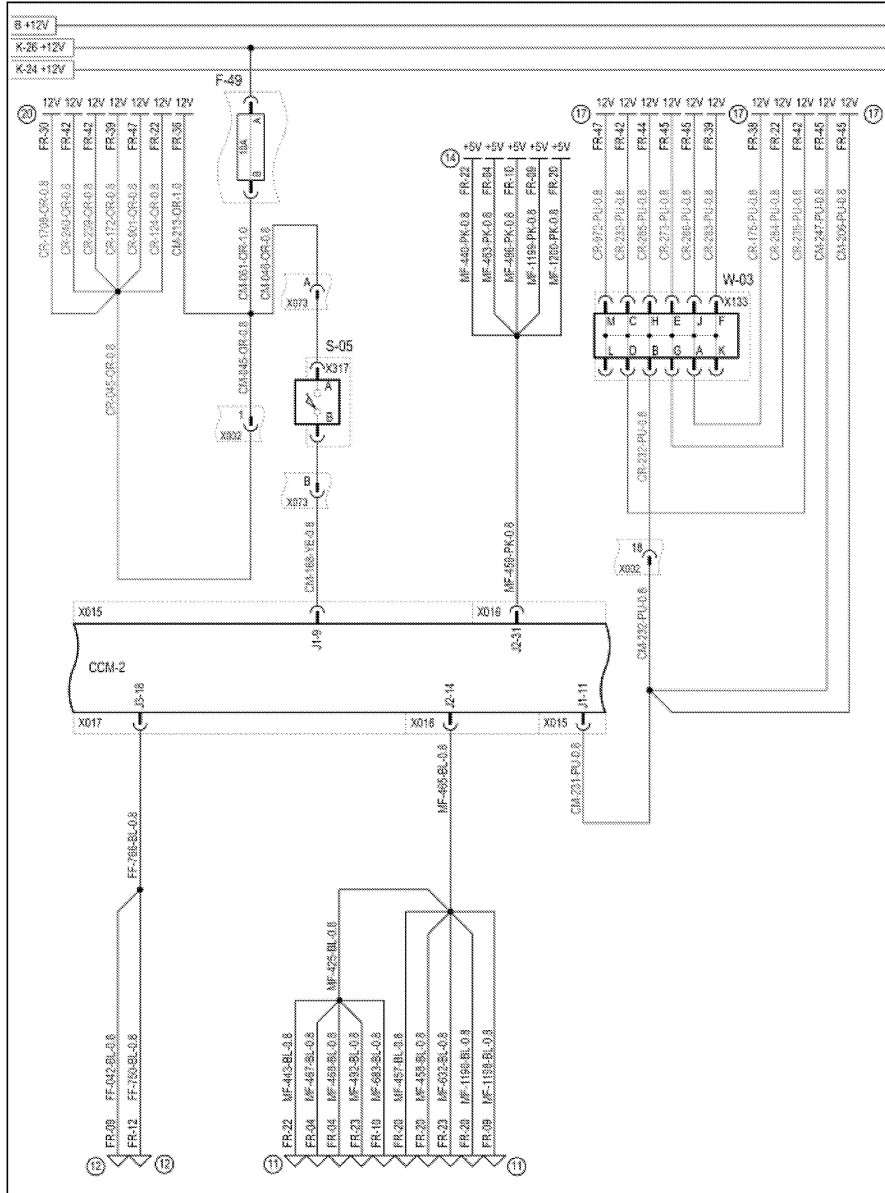 B +12V
K-26 +12V
K-24 +12V
F-49
20 12V 12V 12V 12V 12V 12V 12V
FR-30 FR-42 FR-42 FR-39 FR-47 FR-22 FR-36
A
10A
B
14 +5V +5V +5V +5V +5V
FR-22 FR-04 FR-10 FR-09 FR-20
17 12V 12V 12V 12V 12V 12V 17 12V 12V 12V 12V 12V 17
FR-47 FR-42 FR-44 FR-45 FR-45 FR-39 FR-38 FR-22 FR-42 FR-45 FR-45
CR-1708-OR-0.8
CR-240-OR-0.8
CR-239-OR-0.8
CR-172-OR-0.8
CR-801-OR-0.8
CR-124-OR-0.8
CM-213-OR-1.0
CM-061-OR-1.0
CM-046-OR-0.8
MF-440-PK-0.8
MF-463-PK-0.8
MF-486-PK-0.8
MF-1199-PK-0.8
MF-1200-PK-0.8
CR-972-PU-0.8
CR-233-PU-0.8
CR-285-PU-0.8
CR-273-PU-0.8
CR-286-PU-0.8
CR-283-PU-0.8
CR-175-PU-0.8
CR-284-PU-0.8
CR-236-PU-0.8
CM-247-PU-0.8
CM-206-PU-0.8
A
X073
W-03
X133
M C H E J F
L D B G A K
CR-045-OR-0.8
CM-045-OR-0.8
1
X002
S-05
X317
A
B
B
X073
CM-168-YE-0.8
MF-459-PK-0.8
CR-232-PU-0.8
18
X002
CM-232-PU-0.8
X015 X016
J1-9 J2-31
CCM-2
J3-18 J2-14 J1-11
X017 X016 X015
FF-766-BL-0.8
MF-465-BL-0.8
CM-231-PU-0.8
MF-425-BL-0.8
FF-042-BL-0.8
FF-750-BL-0.8
MF-443-BL-0.8
MF-467-BL-0.8
MF-468-BL-0.8
MF-492-BL-0.8
MF-683-BL-0.8
MF-457-BL-0.8
MF-458-BL-0.8
MF-632-BL-0.8
MF-1190-BL-0.8
MF-1198-BL-0.8
FR-09 FR-12
FR-22 FR-04 FR-04 FR-23 FR-10 FR-20 FR-20 FR-23 FR-20 FR-09
12 12
11 11